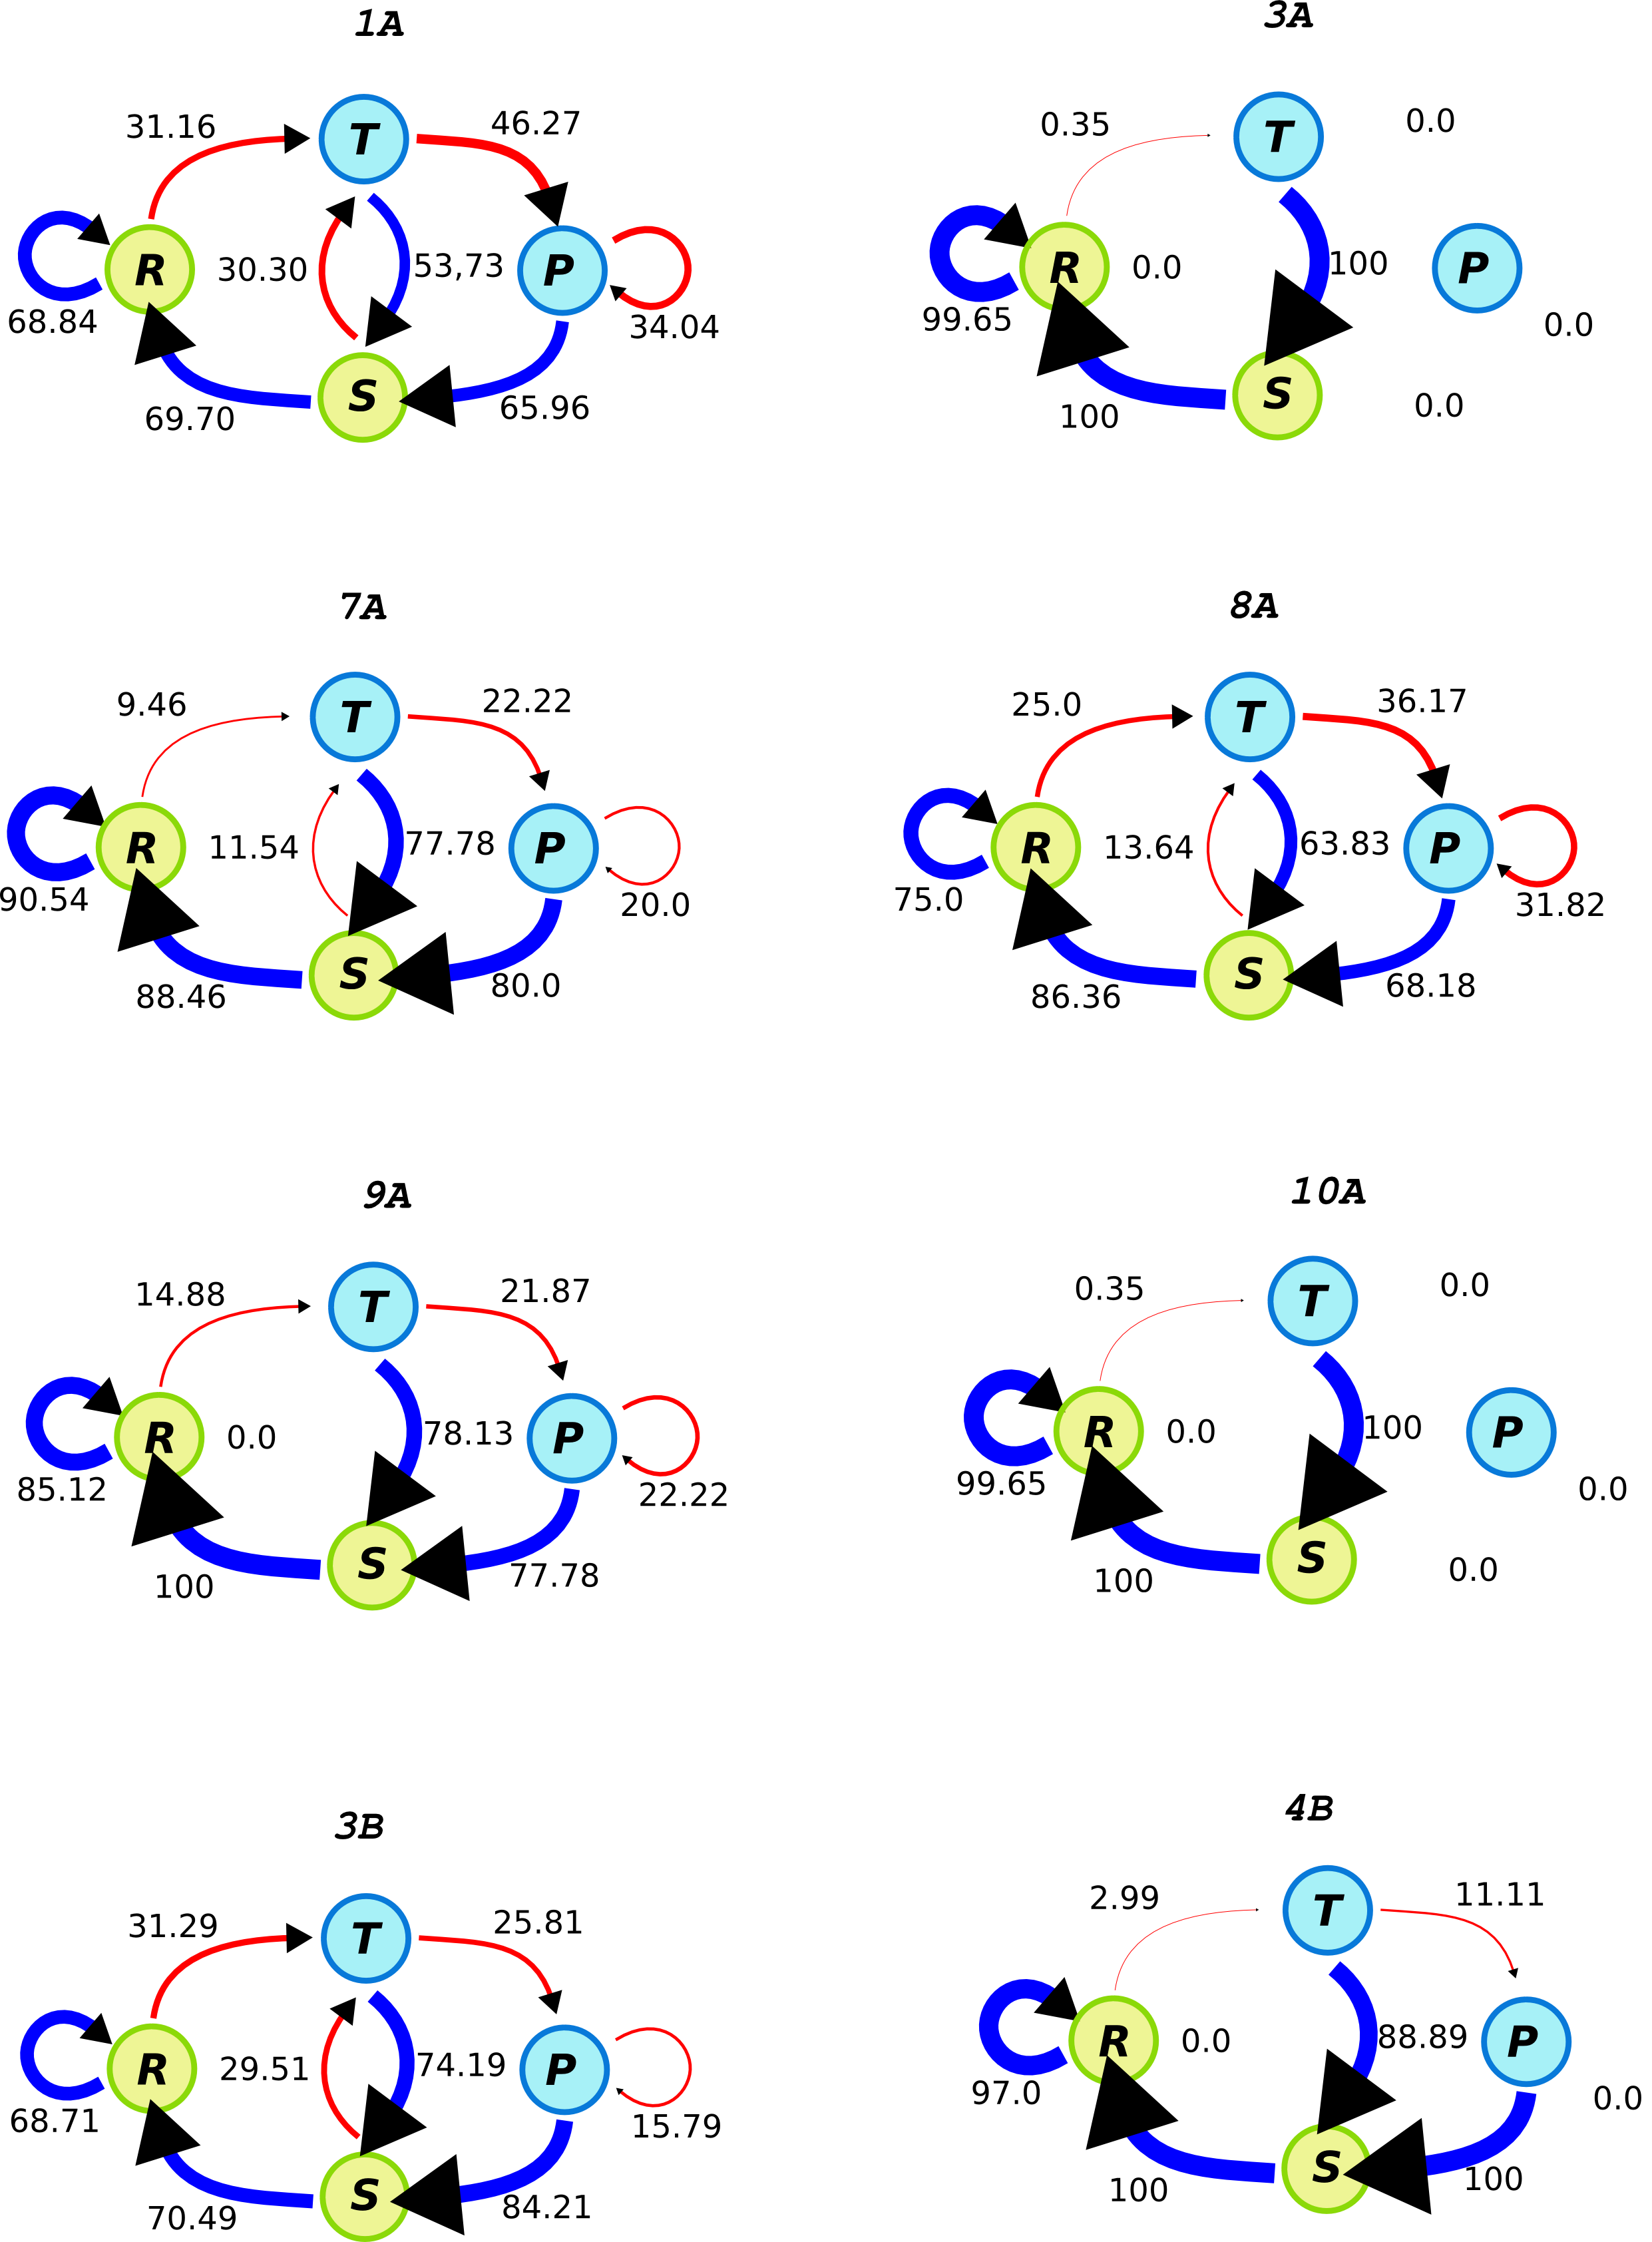 1A
31.16
T
46.27
R
30.30
53,73
P
68.84
34.04
69.70
S
65.96
3A
0.35
T
0.0
R
0.0
100
P
99.65
0.0
100
S
0.0
7A
9.46
T
22.22
R
11.54
77.78
P
90.54
20.0
88.46
S
80.0
8A
25.0
T
36.17
R
13.64
63.83
P
75.0
31.82
86.36
S
68.18
9A
14.88
T
21.87
R
0.0
78.13
P
85.12
22.22
100
S
77.78
10A
0.35
T
0.0
R
0.0
100
P
99.65
0.0
100
S
0.0
3B
31.29
T
25.81
R
29.51
74.19
P
68.71
15.79
70.49
S
84.21
4B
2.99
T
11.11
R
0.0
88.89
P
97.0
0.0
100
S
100